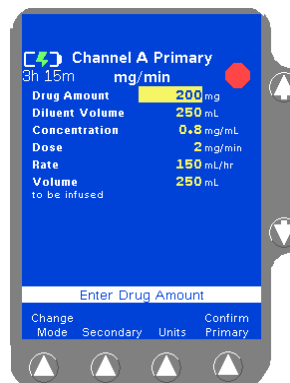 Channel A Primary
3h 15m mg/min
Drug Amount 200 mg
Diluent Volume 250 mL
Concentration 0.8 mg/mL
Dose 2 mg/min
Rate 150 mL/hr
Volume 250 mL
to be infused
Enter Drug Amount
Change Confirm
Mode Secondary Units Primary